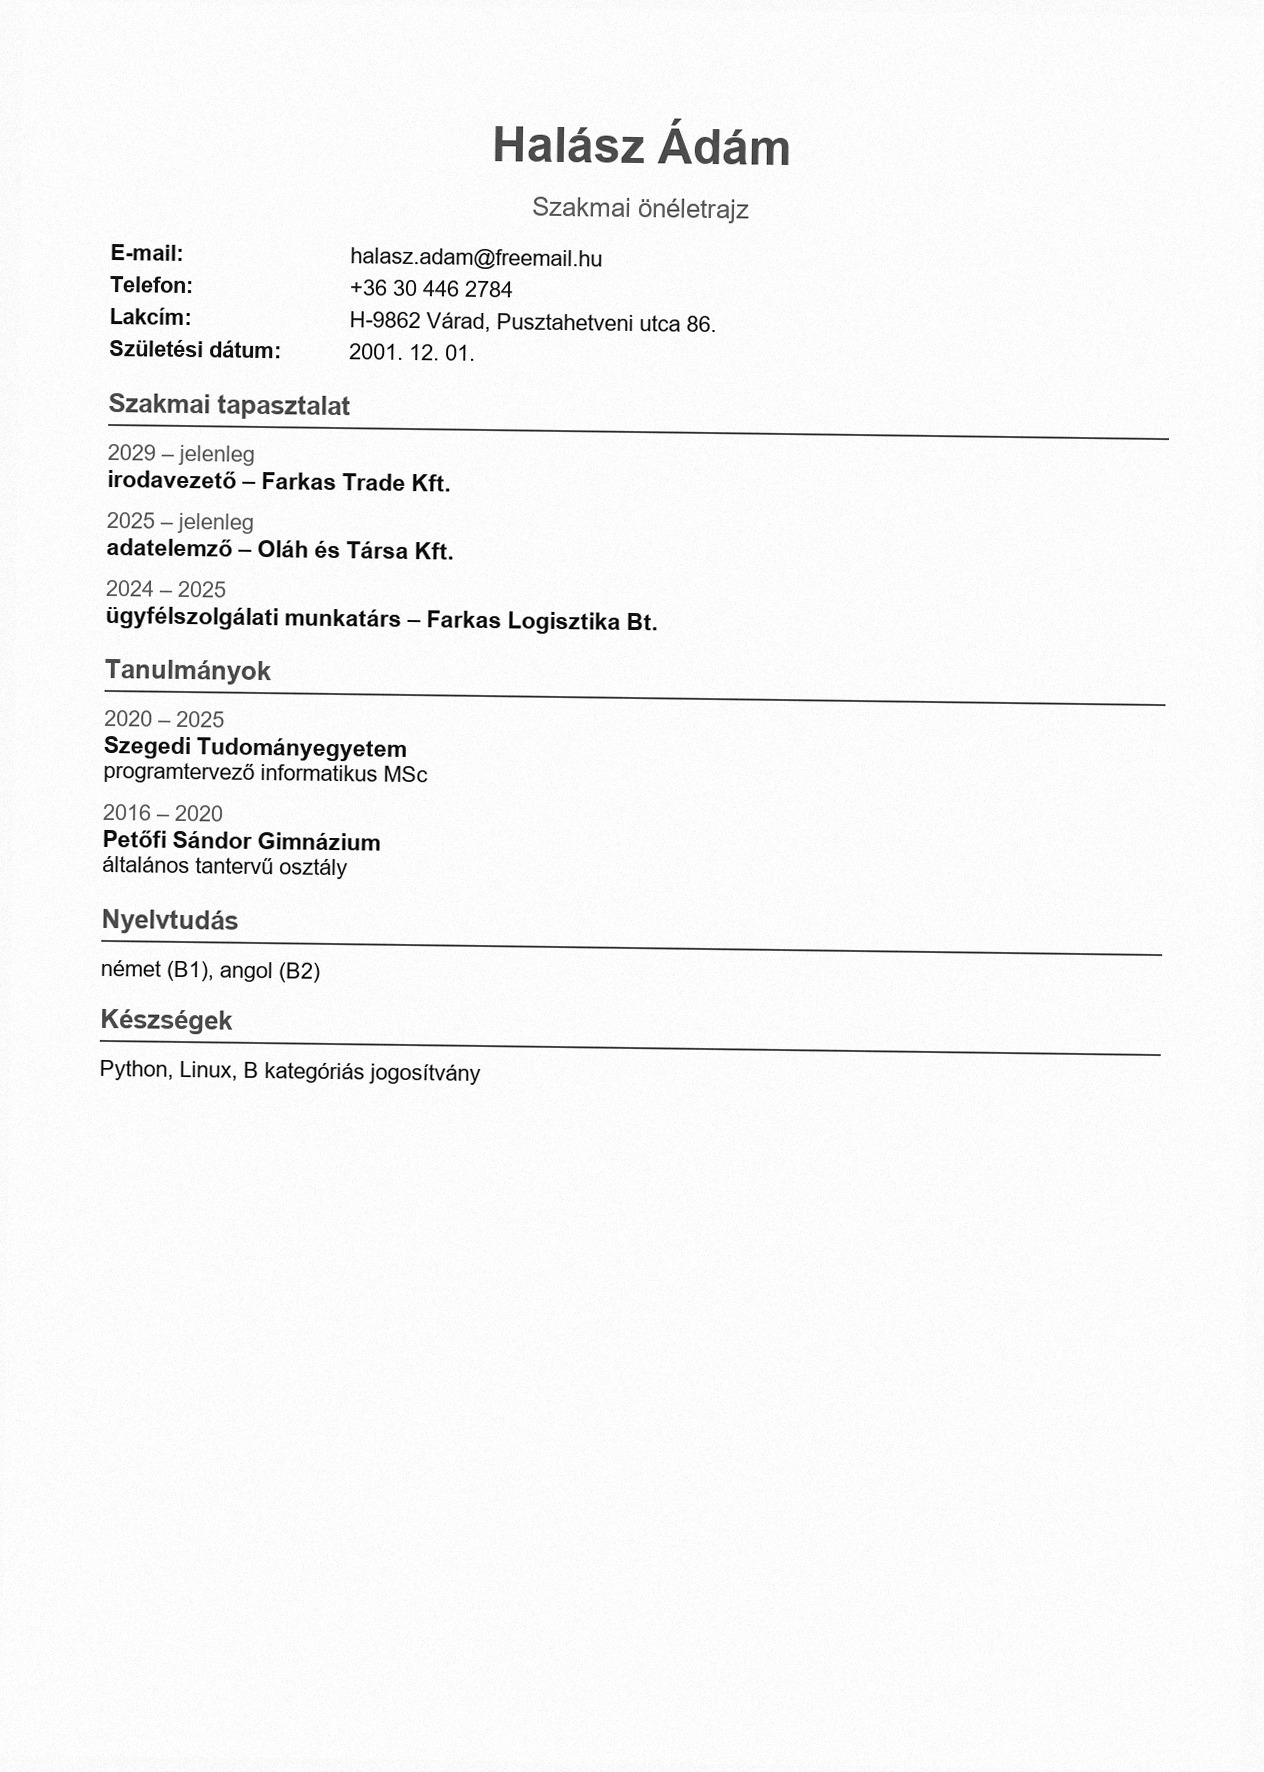 Halász Ádám
Szakmai önéletrajz
E-mail: halasz.adam@freemail.hu
Telefon: +36 30 446 2784
Lakcím: H-9862 Várad, Pusztahetveni utca 86.
Születési dátum: 2001. 12. 01.
Szakmai tapasztalat
2029 – jelenleg
irodavezető – Farkas Trade Kft.
2025 – jelenleg
adatelemző – Oláh és Társa Kft.
2024 – 2025
ügyfélszolgálati munkatárs – Farkas Logisztika Bt.
Tanulmányok
2020 – 2025
Szegedi Tudományegyetem
programtervező informatikus MSc
2016 – 2020
Petőfi Sándor Gimnázium
általános tantervű osztály
Nyelvtudás
német (B1), angol (B2)
Készségek
Python, Linux, B kategóriás jogosítvány